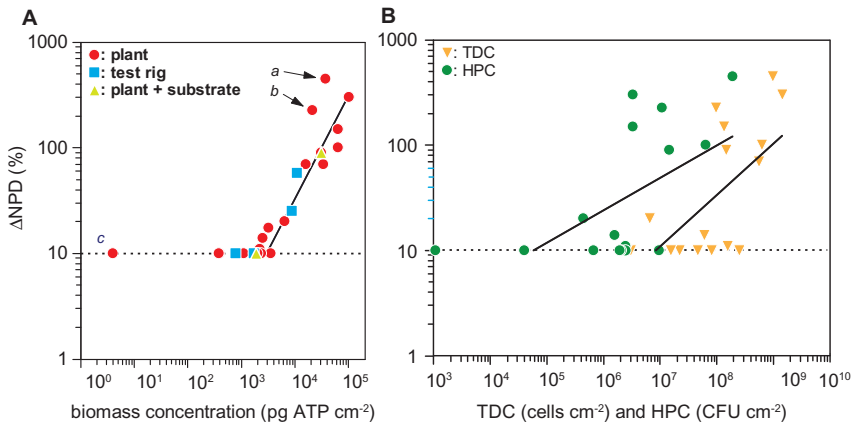 A
B
1000
100
10
1
ΔNPD (%)
: plant
: test rig
: plant + substrate
a
b
c
10⁰ 10¹ 10² 10³ 10⁴ 10⁵
biomass concentration (pg ATP cm⁻²)
1000
100
10
1
: TDC
: HPC
10³ 10⁴ 10⁵ 10⁶ 10⁷ 10⁸ 10⁹ 10¹⁰
TDC (cells cm⁻²) and HPC (CFU cm⁻²)